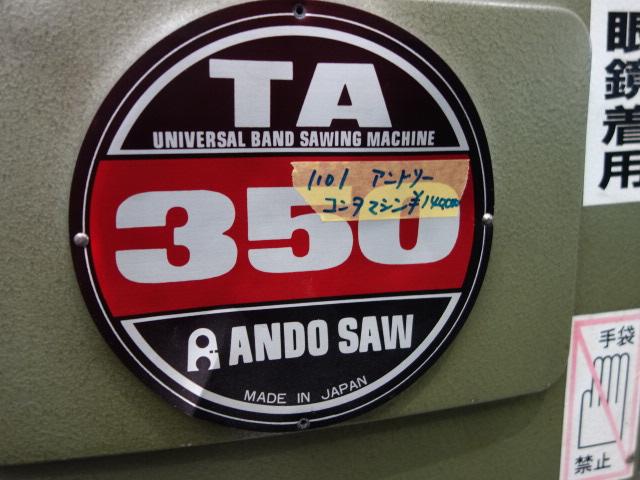 TA
UNIVERSAL BAND SAWING MACHINE
350
1101 アンドソー
コンタマシン ¥140000
ANDO SAW
MADE IN JAPAN
眼鏡着用
手袋
禁止